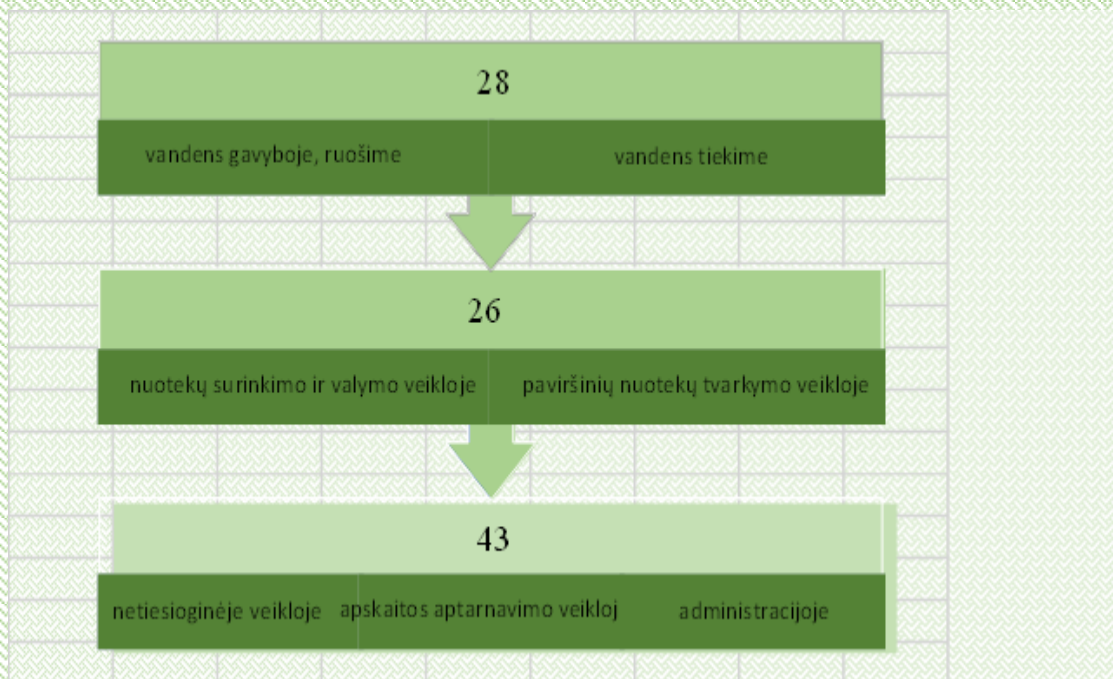 28
vandens gavyboje, ruošime
vandens tiekime
26
nuotekų surinkimo ir valymo veikloje
paviršinių nuotekų tvarkymo veikloje
43
netiesioginėje veikloje
apskaitos aptarnavimo veikloj
administracijoje